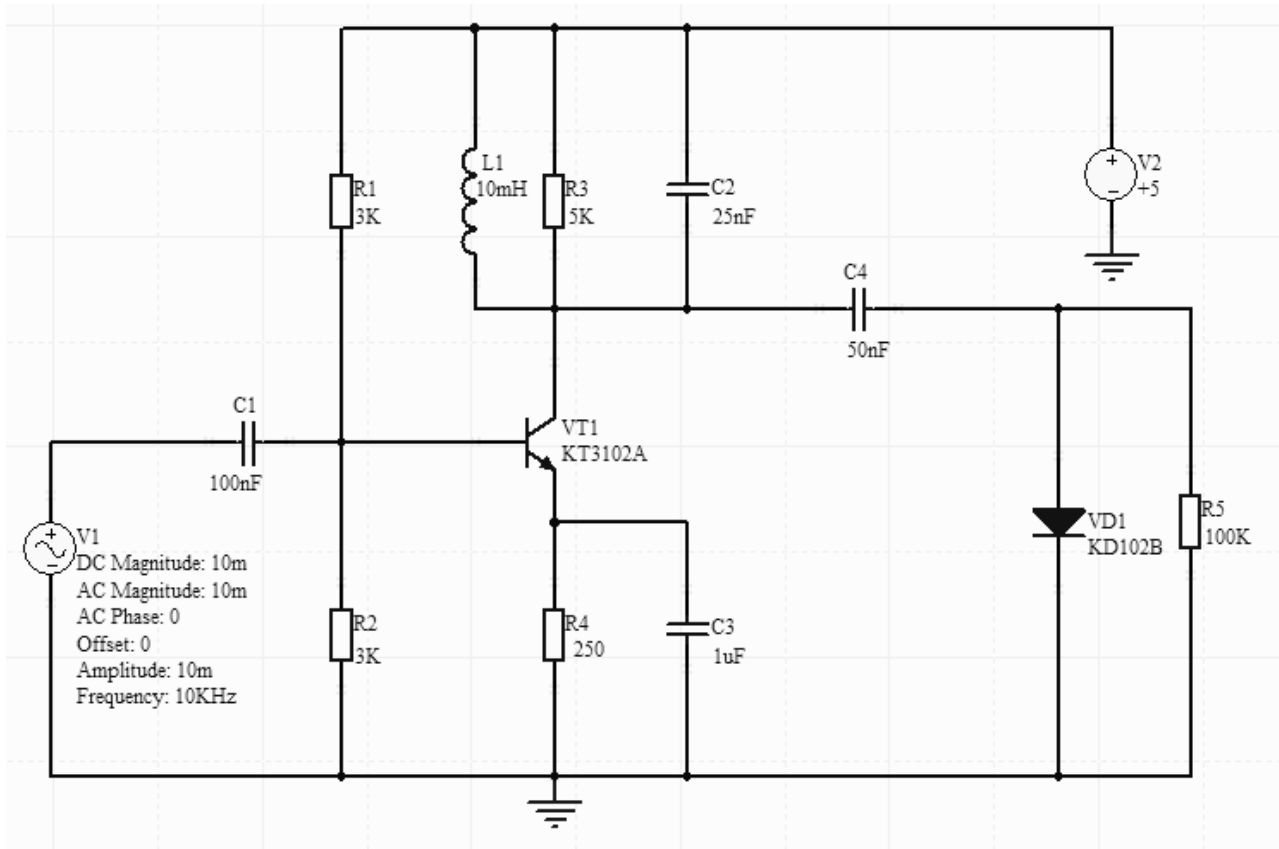 L1
10mH
R1
3K
R3
5K
C2
25nF
V2
+5
C4
50nF
C1
100nF
VT1
KT3102A
V1
DC Magnitude: 10m
AC Magnitude: 10m
AC Phase: 0
Offset: 0
Amplitude: 10m
Frequency: 10KHz
R2
3K
R4
250
C3
1uF
VD1
KD102B
R5
100K